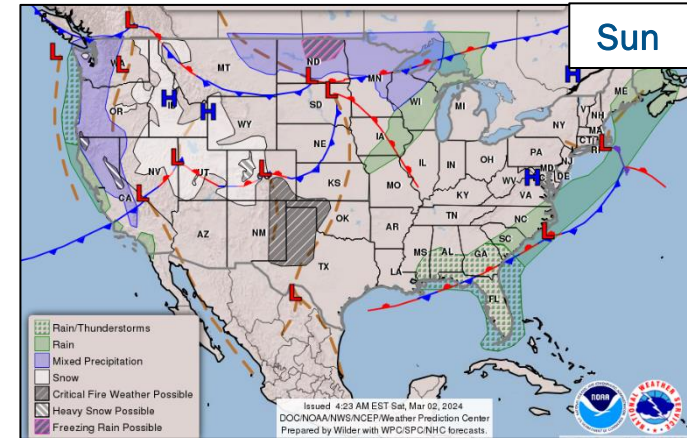 Sun
L
L
L
WA
MT
ND
L
MN
ME
H
H
H
ID
OR
SD
L
WI
MI
VT
NH
NY
MA
CT
RI
L
WY
IA
NE
PA
NJ
OH
MD
DE
IL
IN
WV
H
VA
NV
L
UT
L
CO
KS
MO
KY
CA
L
NC
TN
OK
AR
SC
L
AZ
NM
MS
AL
GA
TX
LA
L
FL
Rain/Thunderstorms
Rain
Mixed Precipitation
Snow
Critical Fire Weather Possible
Heavy Snow Possible
Freezing Rain Possible
Issued 4:23 AM EST Sat, Mar 02, 2024
DOC/NOAA/NWS/NCEP/Weather Prediction Center
Prepared by Wilder with WPC/SPC/NHC forecasts.
NOAA
NATIONAL WEATHER SERVICE